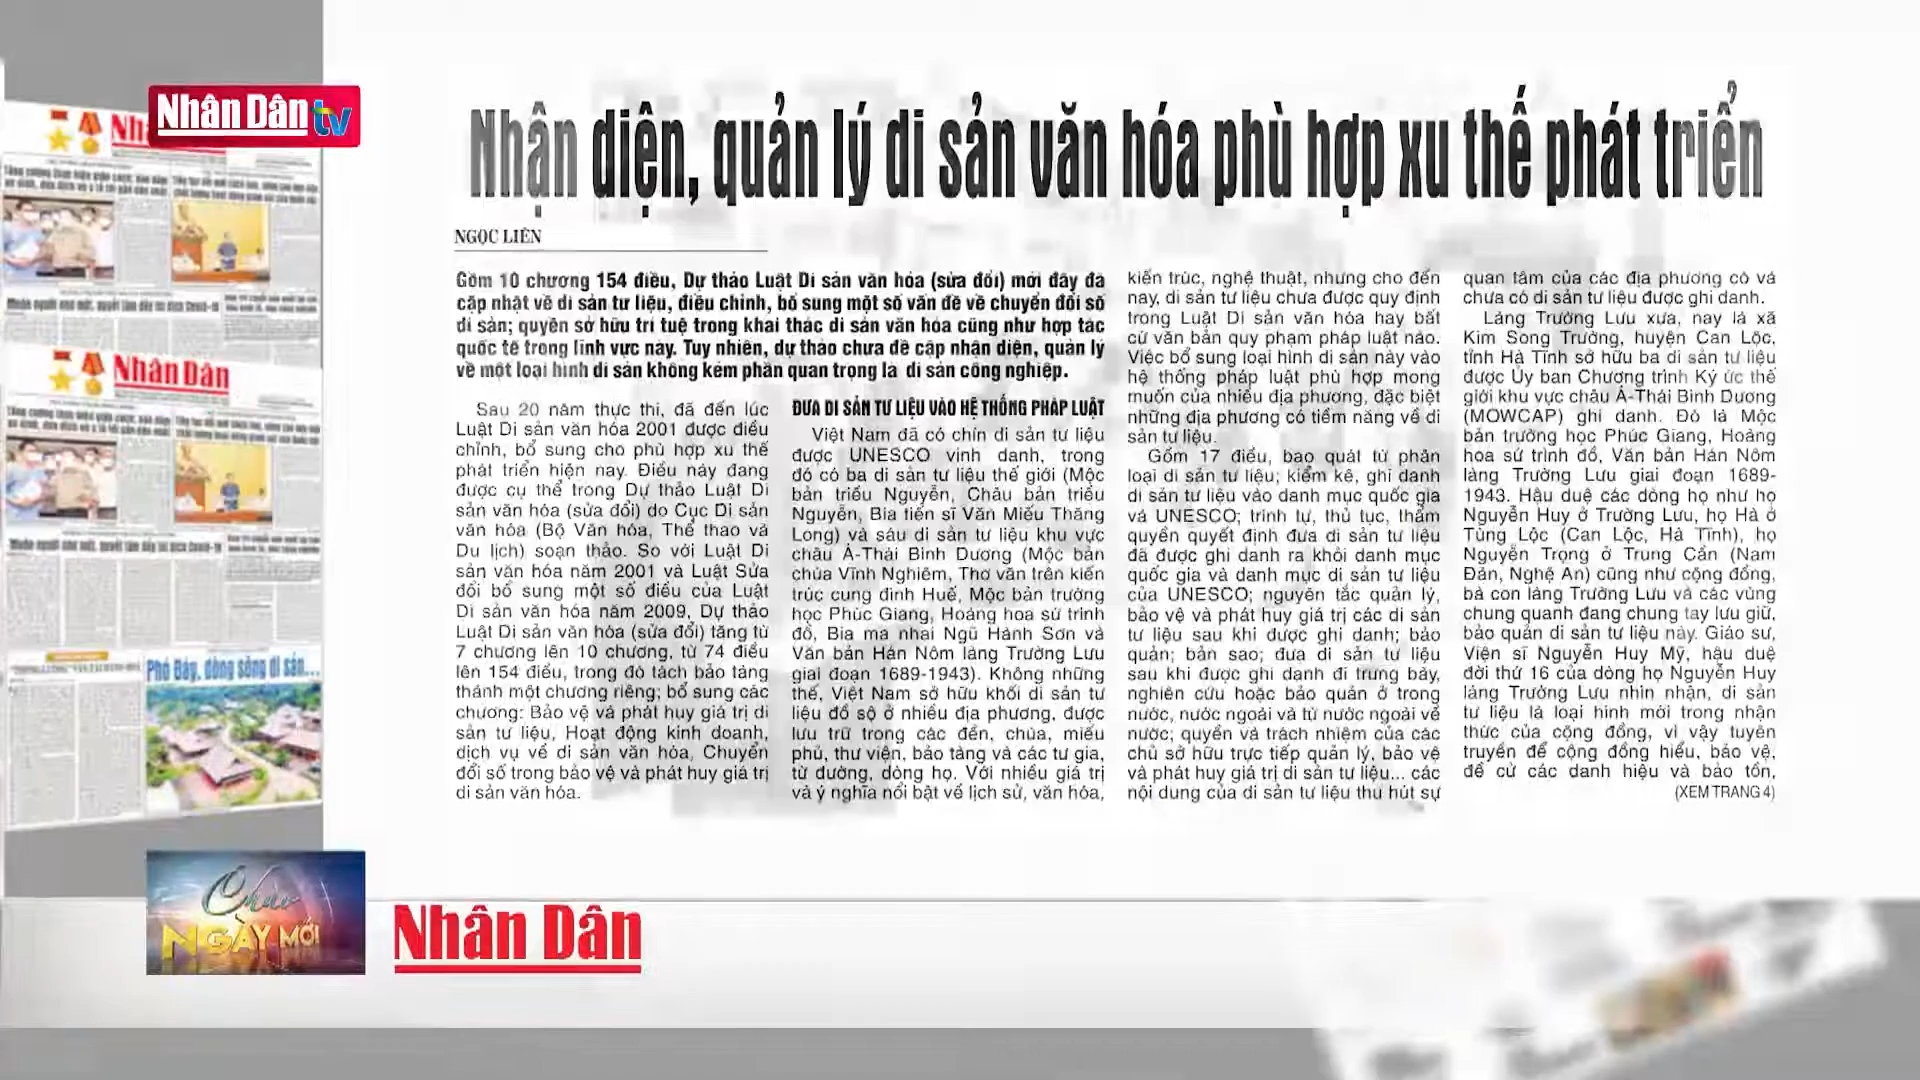 Nhân Dân tv
Nhận diện, quản lý di sản văn hóa phù hợp xu thế phát triển
NGỌC LIÊN
Gồm 10 chương 154 điều, Dự thảo Luật Di sản văn hóa (sửa đổi) mới đây đã
cập nhật về di sản tư liệu, điều chỉnh, bổ sung một số vấn đề về chuyển đổi số
di sản; quyền sở hữu trí tuệ trong khai thác di sản văn hóa cũng như hợp tác
quốc tế trong lĩnh vực này. Tuy nhiên, dự thảo chưa đề cập nhận diện, quản lý
về một loại hình di sản không kém phần quan trọng là di sản công nghiệp.
Sau 20 năm thực thi, đã đến lúc
Luật Di sản văn hóa 2001 được điều
chỉnh, bổ sung cho phù hợp xu thế
phát triển hiện nay. Điều này đang
được cụ thể trong Dự thảo Luật Di
sản văn hóa (sửa đổi) do Cục Di sản
văn hóa (Bộ Văn hóa, Thể thao và
Du lịch) soạn thảo. So với Luật Di
sản văn hóa năm 2001 và Luật Sửa
đổi bổ sung một số điều của Luật
Di sản văn hóa năm 2009, Dự thảo
Luật Di sản văn hóa (sửa đổi) tăng từ
7 chương lên 10 chương, từ 74 điều
lên 154 điều, trong đó tách bảo tàng
thành một chương riêng; bổ sung các
chương: Bảo vệ và phát huy giá trị di
sản tư liệu, Hoạt động kinh doanh,
dịch vụ về di sản văn hóa, Chuyển
đổi số trong bảo vệ và phát huy giá trị
di sản văn hóa.
ĐƯA DI SẢN TƯ LIỆU VÀO HỆ THỐNG PHÁP LUẬT
Việt Nam đã có chín di sản tư liệu
được UNESCO vinh danh, trong
đó có ba di sản tư liệu thế giới (Mộc
bản triều Nguyễn, Châu bản triều
Nguyễn, Bia tiến sĩ Văn Miếu Thăng
Long) và sáu di sản tư liệu khu vực
châu Á-Thái Bình Dương (Mộc bản
chùa Vĩnh Nghiêm, Thơ văn trên kiến
trúc cung đình Huế, Mộc bản trường
học Phúc Giang, Hoàng hoa sứ trình
đồ, Bia ma nhai Ngũ Hành Sơn và
Văn bản Hán Nôm làng Trường Lưu
giai đoạn 1689-1943). Không những
thế, Việt Nam sở hữu khối di sản tư
liệu đồ sộ ở nhiều địa phương, được
lưu trữ trong các đền, chùa, miếu
phủ, thư viện, bảo tàng và các tư gia,
từ đường, dòng họ. Với nhiều giá trị
và ý nghĩa nổi bật về lịch sử, văn hóa,
kiến trúc, nghệ thuật, nhưng cho đến
nay, di sản tư liệu chưa được quy định
trong Luật Di sản văn hóa hay bất
cứ văn bản quy phạm pháp luật nào.
Việc bổ sung loại hình di sản này vào
hệ thống pháp luật phù hợp mong
muốn của nhiều địa phương, đặc biệt
những địa phương có tiềm năng về di
sản tư liệu.
Gồm 17 điều, bao quát từ phân
loại di sản tư liệu; kiểm kê, ghi danh
di sản tư liệu vào danh mục quốc gia
và UNESCO; trình tự, thủ tục, thẩm
quyền quyết định đưa di sản tư liệu
đã được ghi danh ra khỏi danh mục
quốc gia và danh mục di sản tư liệu
của UNESCO; nguyên tắc quản lý,
bảo vệ và phát huy giá trị các di sản
tư liệu sau khi được ghi danh; bảo
quản; bản sao; đưa di sản tư liệu
sau khi được ghi danh đi trưng bày,
nghiên cứu hoặc bảo quản ở trong
nước, nước ngoài và từ nước ngoài về
nước; quyền và trách nhiệm của các
chủ sở hữu trực tiếp quản lý, bảo vệ
và phát huy giá trị di sản tư liệu... các
nội dung của di sản tư liệu thu hút sự
quan tâm của các địa phương có và
chưa có di sản tư liệu được ghi danh.
Làng Trường Lưu xưa, nay là xã
Kim Song Trường, huyện Can Lộc,
tỉnh Hà Tĩnh sở hữu ba di sản tư liệu
được Ủy ban Chương trình Ký ức thế
giới khu vực châu Á-Thái Bình Dương
(MOWCAP) ghi danh. Đó là Mộc
bản trường học Phúc Giang, Hoàng
hoa sứ trình đồ, Văn bản Hán Nôm
làng Trường Lưu giai đoạn 1689-
1943. Hậu duệ các dòng họ như họ
Nguyễn Huy ở Trường Lưu, họ Hà ở
Tùng Lộc (Can Lộc, Hà Tĩnh), họ
Nguyễn Trọng ở Trung Cần (Nam
Đàn, Nghệ An) cũng như cộng đồng,
bà con làng Trường Lưu và các vùng
chung quanh đang chung tay lưu giữ,
bảo quản di sản tư liệu này. Giáo sư,
Viện sĩ Nguyễn Huy Mỹ, hậu duệ
đời thứ 16 của dòng họ Nguyễn Huy
làng Trường Lưu nhìn nhận, di sản
tư liệu là loại hình mới trong nhận
thức của cộng đồng, vì vậy tuyên
truyền để cộng đồng hiểu, bảo vệ,
đề cử các danh hiệu và bảo tồn,
(XEM TRANG 4)
Nhân Dân
Phủ Đày, dòng sông di sản...
Chào
NGÀY MỚI
Nhân Dân